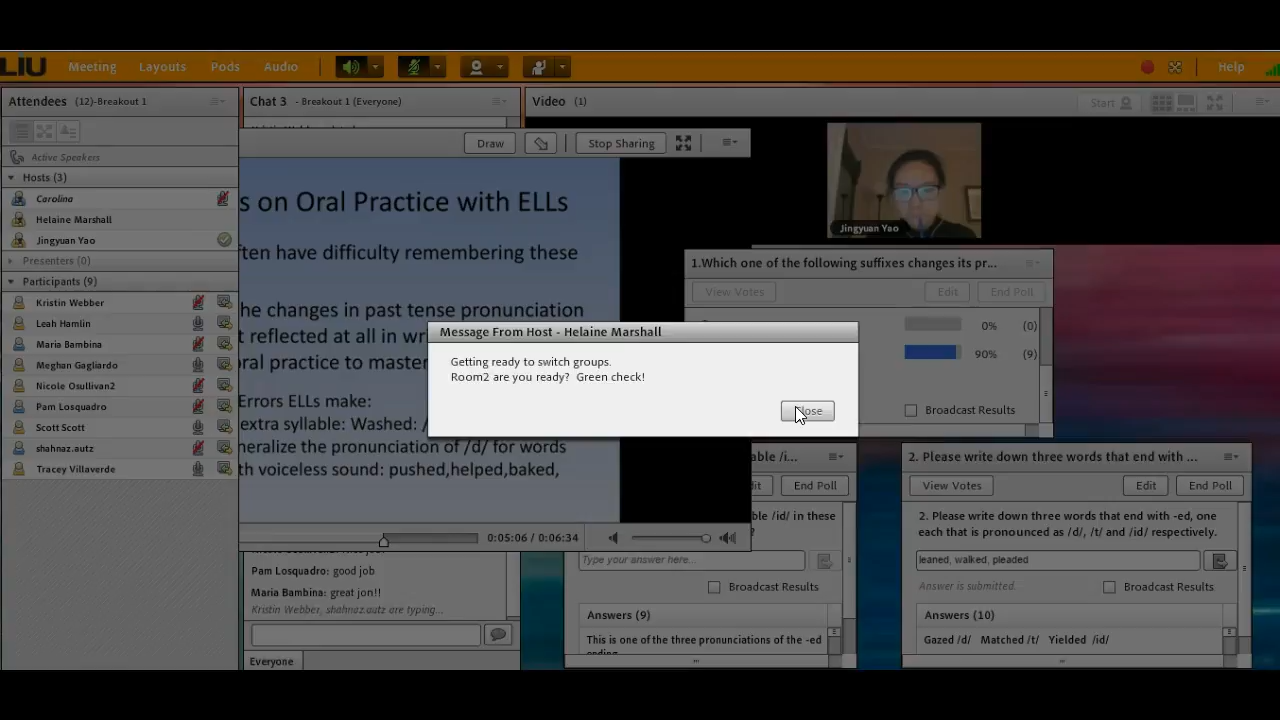 LIU
Meeting Layouts Pods Audio
Help
Attendees (12)-Breakout 1
Active Speakers
Hosts (3)
Carolina
Helaine Marshall
Jingyuan Yao
Presenters (0)
Participants (9)
Kristin Webber
Leah Hamlin
Maria Bambina
Meghan Gagliardo
Nicole Osullivan2
Pam Losquadro
Scott Scott
shahnaz.autz
Tracey Villaverde
Chat 3 - Breakout 1 (Everyone)
Draw
Stop Sharing
s on Oral Practice with ELLs
ften have difficulty remembering these
he changes in past tense pronunciation
t reflected at all in wr
oral practice to master
Errors ELLs make:
extra syllable: Washed: /
neralize the pronunciation of /d/ for words
th voiceless sound: pushed,helped,baked,
0:05:06 / 0:06:34
Pam Losquadro: good job
Maria Bambina: great jon!!
Kristin Webber, shahnaz.autz are typing...
Everyone
Video (1)
Start
Jingyuan Yao
1.Which one of the following suffixes changes its pr...
View Votes Edit End Poll
0% (0)
90% (9)
Broadcast Results
Message From Host - Helaine Marshall
Getting ready to switch groups.
Room2 are you ready? Green check!
able /i...
End Poll
able /id/ in these
Type your answer here...
Broadcast Results
Answers (9)
This is one of the three pronunciations of the -ed
2. Please write down three words that end with ...
View Votes Edit End Poll
2. Please write down three words that end with -ed, one
each that is pronounced as /d/, /t/ and /id/ respectively.
leaned, walked, pleaded
Answer is submitted.
Broadcast Results
Answers (10)
Gazed /d/ Matched /t/ Yielded /id/